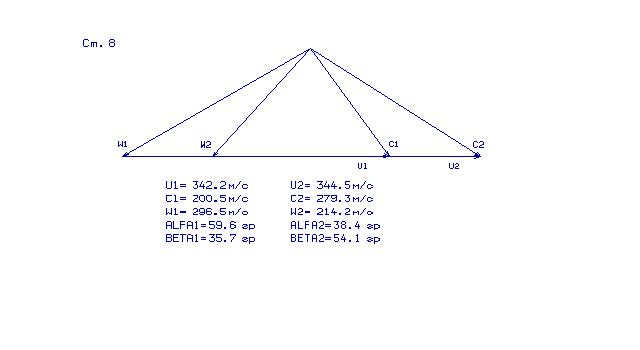 Ст. 8
W1 W2 C1 C2
U1 U2
U1= 342.2м/с U2= 344.5м/с
C1= 200.5м/с C2= 279.3м/с
W1= 296.5м/с W2= 214.2м/с
ALFA1=59.6 гр ALFA2=38.4 гр
BETA1=35.7 гр BETA2=54.1 гр